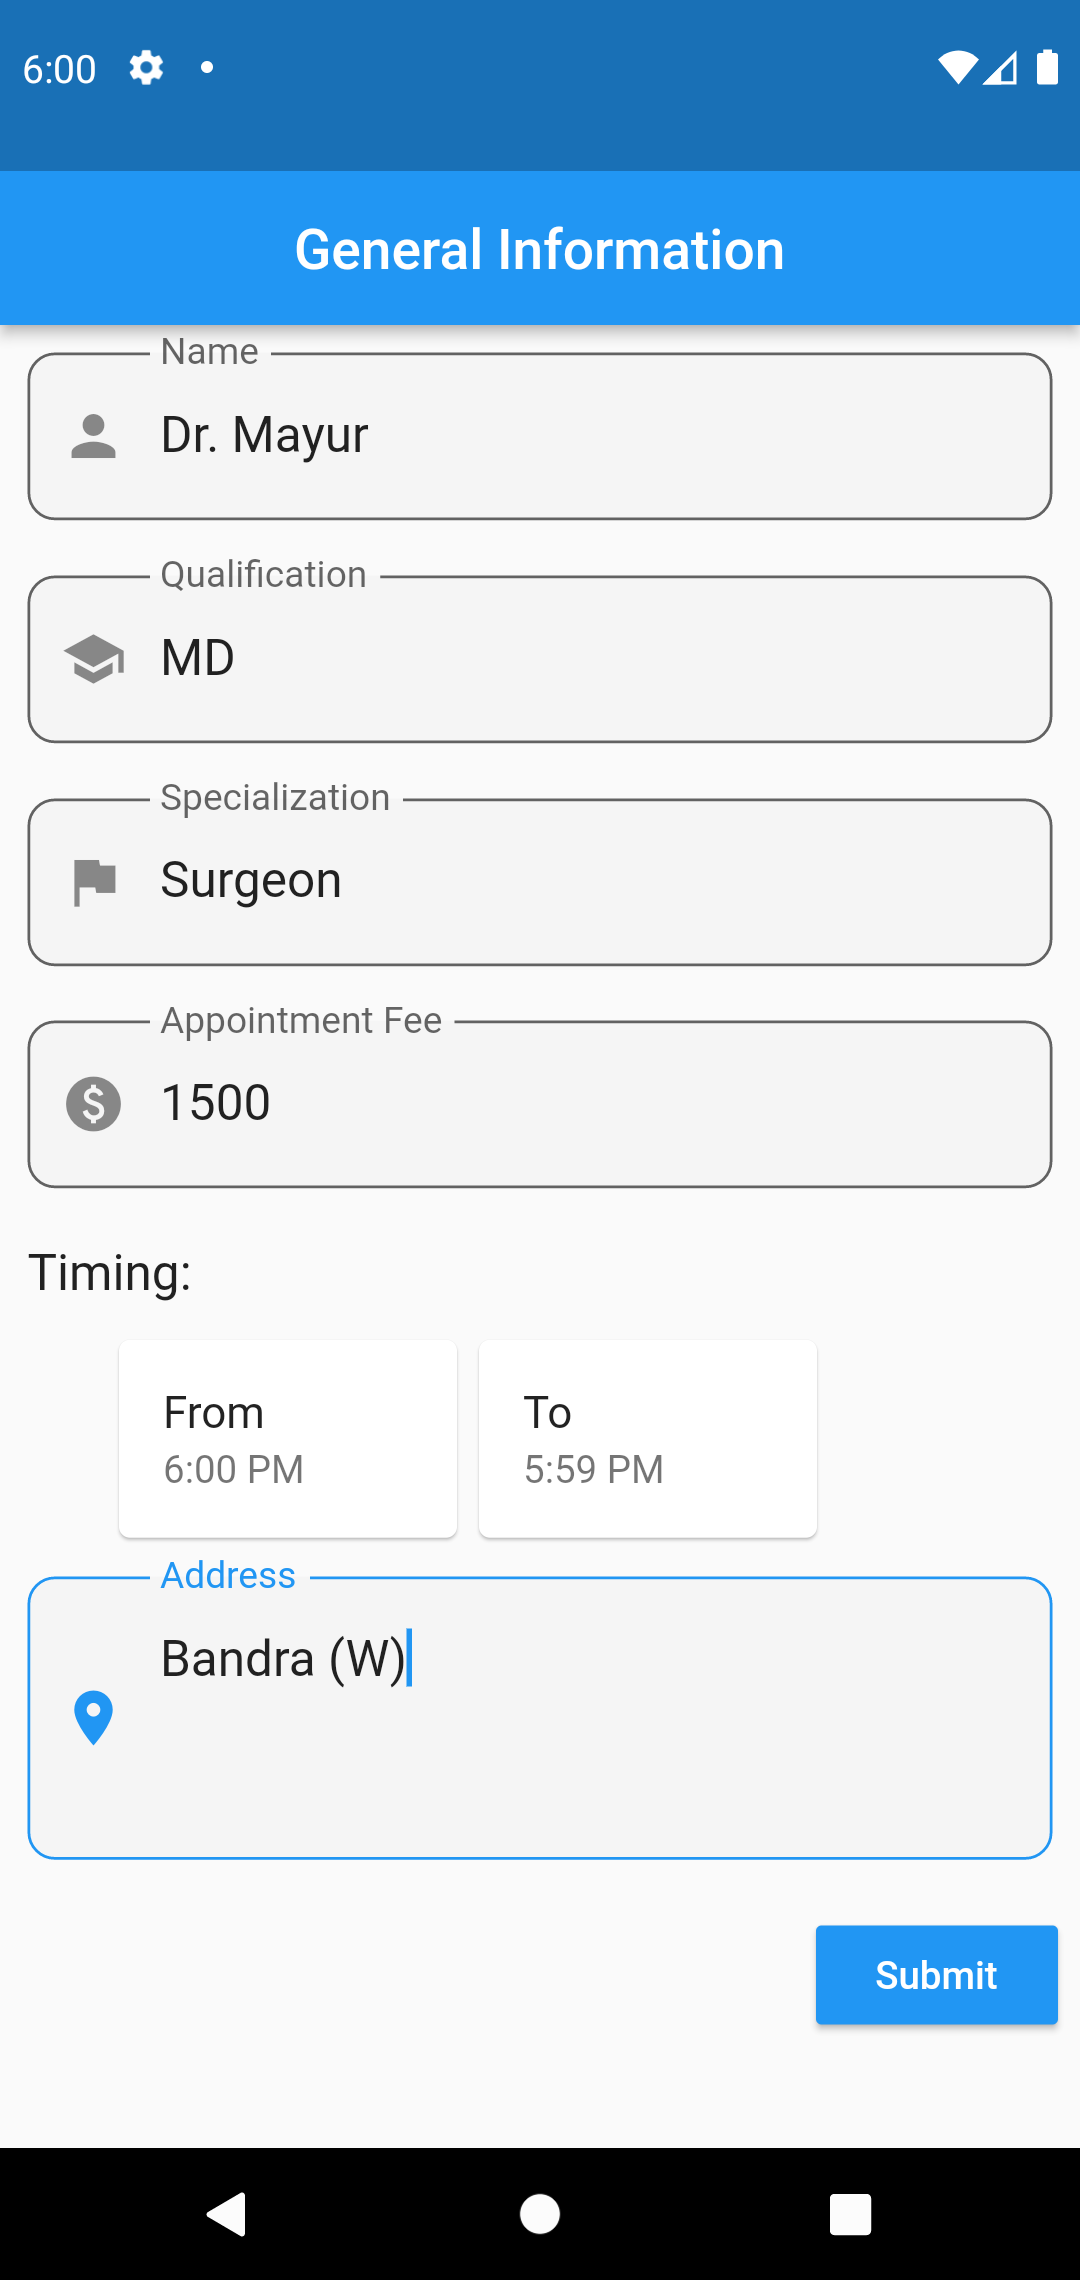 6:00
General Information
Name
Dr. Mayur
Qualification
MD
Specialization
Surgeon
Appointment Fee
1500
Timing:
From
To
6:00 PM
5:59 PM
Address
Bandra (W)
Submit